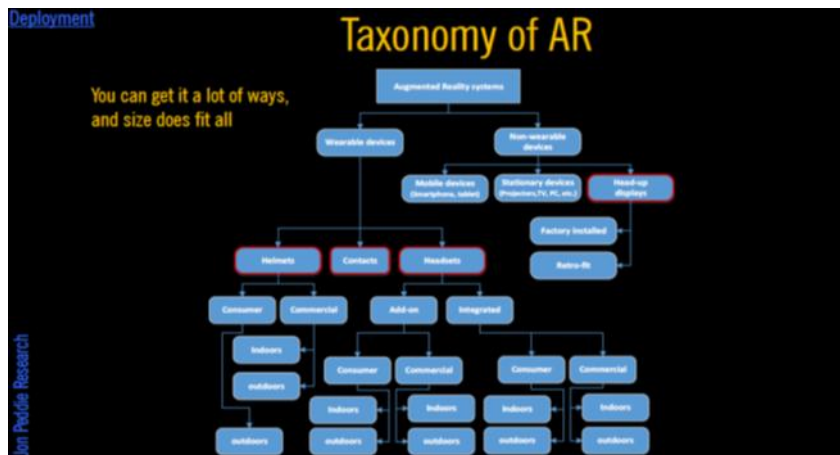 Deployment
Taxonomy of AR
You can get it a lot of ways,
and size does fit all
Augmented Reality systems
Wearable devices
Non-wearable
devices
Mobile devices
(Smartphone, tablet)
Stationary devices
(Projectors,TV, PC, etc.)
Head-up
displays
Factory installed
Retro-fit
Helmets
Contacts
Headsets
Consumer
Commercial
Add-on
Integrated
Indoors
outdoors
outdoors
Consumer
Commercial
Consumer
Commercial
Indoors
Indoors
Indoors
Indoors
outdoors
outdoors
outdoors
outdoors
Jon Peddie Research